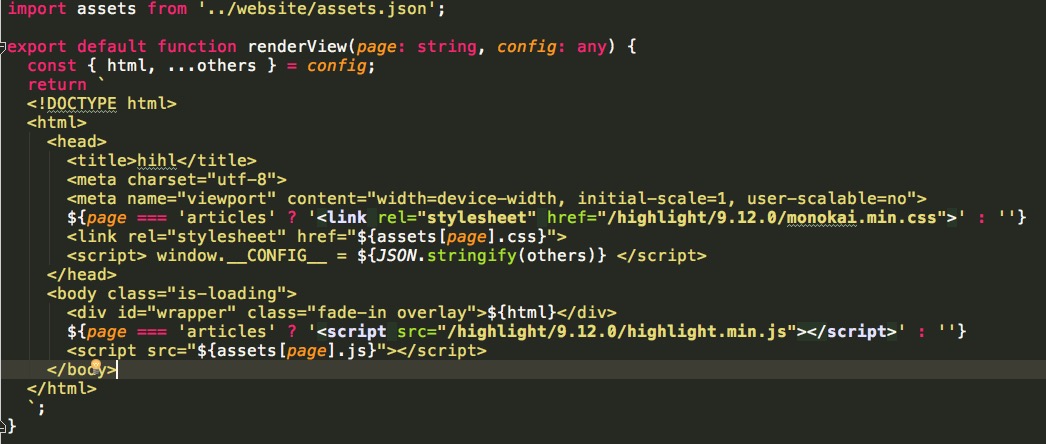 import assets from '../website/assets.json';
export default function renderView(page: string, config: any) {
const { html, ...others } = config;
return `
<!DOCTYPE html>
<html>
<head>
<title>hihl</title>
<meta charset="utf-8">
<meta name="viewport" content="width=device-width, initial-scale=1, user-scalable=no">
${page === 'articles' ? '<link rel="stylesheet" href="/highlight/9.12.0/monokai.min.css">' : ''}
<link rel="stylesheet" href="${assets[page].css}">
<script> window.__CONFIG__ = ${JSON.stringify(others)} </script>
</head>
<body class="is-loading">
<div id="wrapper" class="fade-in overlay">${html}</div>
${page === 'articles' ? '<script src="/highlight/9.12.0/highlight.min.js"></script>' : ''}
<script src="${assets[page].js}"></script>
</body>
</html>
`;
}